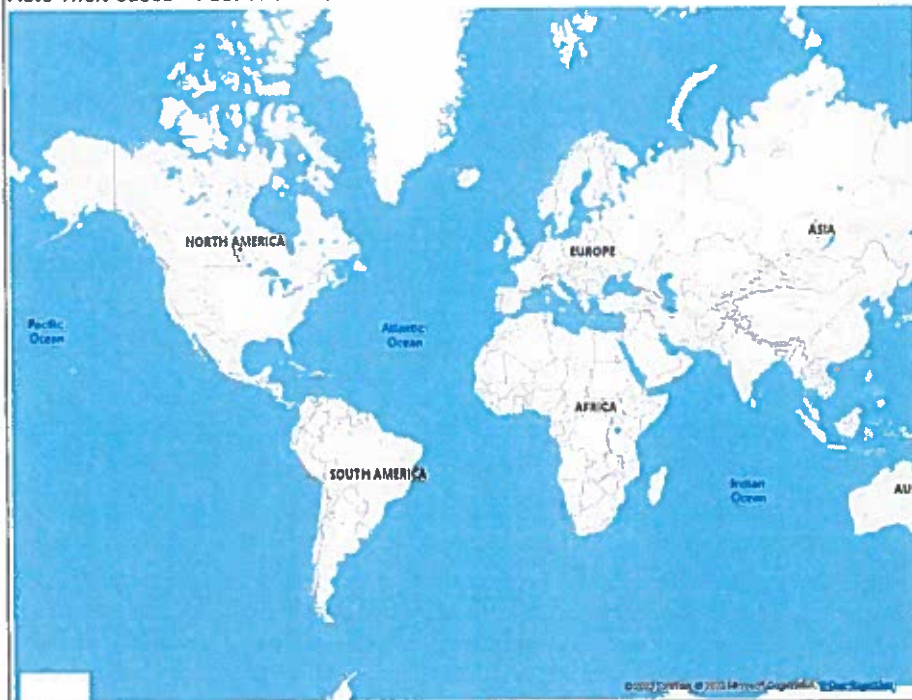 NORTH AMERICA
ASIA
EUROPE
Pacific
Ocean
Atlantic
Ocean
AFRICA
SOUTH AMERICA
Indian
Ocean
AU